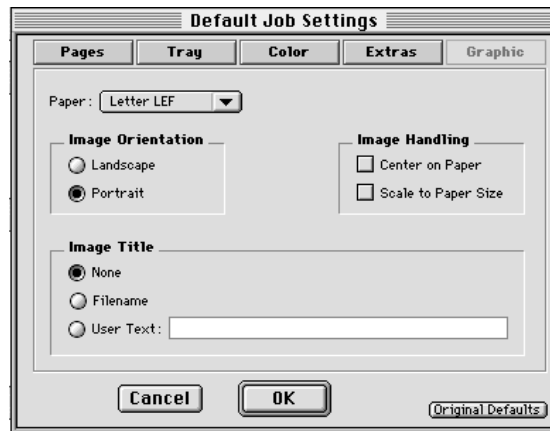 Default Job Settings
Pages Tray Color Extras Graphic
Paper: Letter LEF
Image Orientation
Landscape
Portrait
Image Handling
Center on Paper
Scale to Paper Size
Image Title
None
Filename
User Text:
Cancel OK
Original Defaults